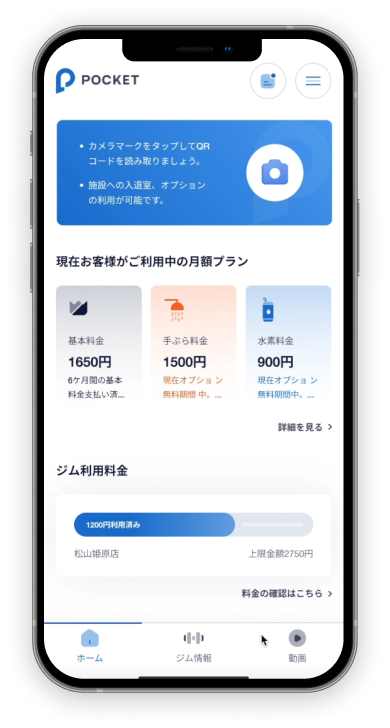 POCKET
• カメラマークをタップしてQR
コードを読み取りましょう。
• 施設への入退室、オプション
の利用が可能です。
現在お客様がご利用中の月額プラン
基本料金
1650円
6ケ月間の基本
料金支払い済...
手ぶら料金
1500円
現在オプション
無料期間 中。...
水素料金
900円
現在オプション
無料期間中。...
詳細を見る
ジム利用料金
1200円利用済み
松山姫原店 上限金額2750円
料金の確認はこちら
ホーム ジム情報 動画